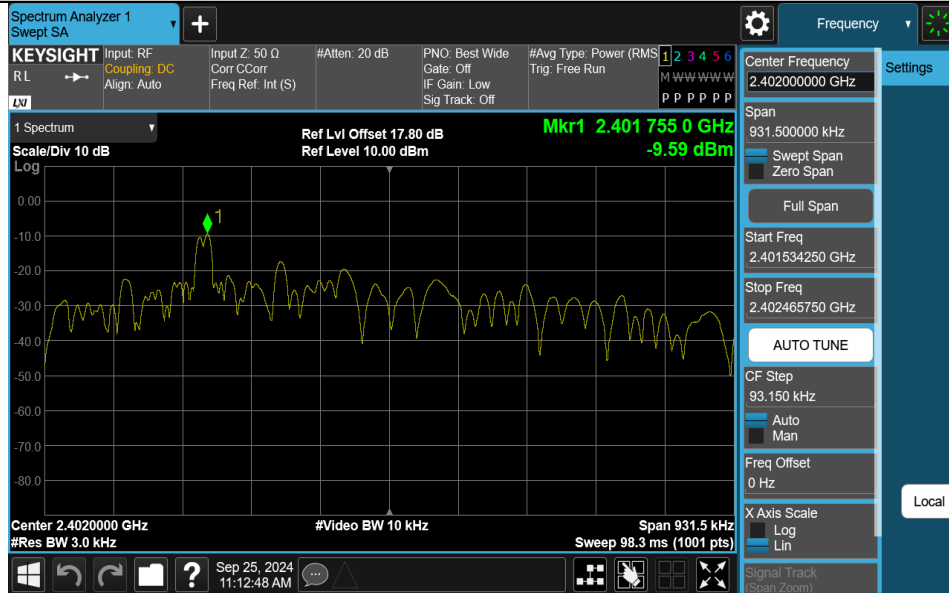 Spectrum Analyzer 1
Swept SA
+
Frequency
KEYSIGHT
RL
LXI
Input: RF
Coupling: DC
Align: Auto
Input Z: 50 Ω
Corr CCorr
Freq Ref: Int (S)
#Atten: 20 dB
PNO: Best Wide
Gate: Off
IF Gain: Low
Sig Track: Off
#Avg Type: Power (RMS
Trig: Free Run
1 2 3 4 5 6
M W W W W W
P P P P P P
1 Spectrum
Scale/Div 10 dB
Log
Ref Lvl Offset 17.80 dB
Ref Level 10.00 dBm
Mkr1 2.401 755 0 GHz
-9.59 dBm
1
0.00
-10.0
-20.0
-30.0
-40.0
-50.0
-60.0
-70.0
-80.0
Center 2.4020000 GHz
#Res BW 3.0 kHz
#Video BW 10 kHz
Span 931.5 kHz
Sweep 98.3 ms (1001 pts)
Sep 25, 2024
11:12:48 AM
Center Frequency
2.402000000 GHz
Span
931.500000 kHz
Swept Span
Zero Span
Full Span
Start Freq
2.401534250 GHz
Stop Freq
2.402465750 GHz
AUTO TUNE
CF Step
93.150 kHz
Auto
Man
Freq Offset
0 Hz
X Axis Scale
Log
Lin
Signal Track
(Span Zoom)
Settings
Local